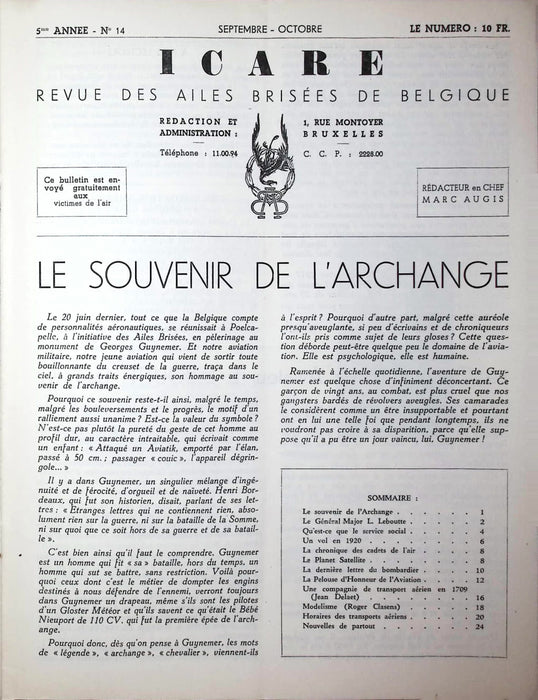 5me ANNEE - N° 14
SEPTEMBRE - OCTOBRE
LE NUMERO : 10 FR.
ICARE
REVUE DES AILES BRISÉES DE BELGIQUE
REDACTION ET
ADMINISTRATION :
Téléphone : 11.00.94
1, RUE MONTOYER
BRUXELLES
C. C. P. : 2228.00
Ce bulletin est en-
voyé gratuitement
aux
victimes de l'air
RÉDACTEUR en CHEF
MARC AUGIS
LE SOUVENIR DE L'ARCHANGE
Le 20 juin dernier, tout ce que la Belgique compte
de personnalités aéronautiques, se réunissait à Poelca-
pelle, à l'initiative des Ailes Brisées, en pèlerinage au
monument de Georges Guynemer. Et notre aviation
militaire, notre jeune aviation qui vient de sortir toute
bouillonnante du creuset de la guerre, traça dans le
ciel, à grands traits énergiques, son hommage au sou-
venir de l'archange.
Pourquoi ce souvenir reste-t-il ainsi, malgré le temps,
malgré les bouleversements et le progrès, le motif d'un
ralliement aussi unanime ? Est-ce la valeur du symbole ?
N'est-ce pas plutôt la pureté du geste de cet homme au
profil dur, au caractère intraitable, qui écrivait comme
un enfant : « Attaqué un Aviatik, emporté par l'élan,
passé à 50 cm. ; passager « couic », l'appareil dégrin-
gole... »
Il y a dans Guynemer, un singulier mélange d'ingé-
nuité et de férocité, d'orgueil et de naïveté. Henri Bor-
deaux, qui fut son historien, disait, parlant de ses let-
tres : « Etranges lettres qui ne contiennent rien, abso-
lument rien sur la guerre, ni sur la bataille de la Somme,
ni sur quoi que ce soit hors de sa guerre et de sa batail-
le ».
C'est bien ainsi qu'il faut le comprendre. Guynemer
est un homme qui fit « sa » bataille, hors du temps, un
homme qui sut se battre, sans restriction. Voilà pour-
quoi ceux dont c'est le métier de dompter les engins
destinés à nous défendre de l'ennemi, verront toujours
dans Guynemer un drapeau, même s'ils sont les pilotes
d'un Gloster Météor et qu'ils savent ce qu'était le Bébé
Nieuport de 110 CV. qui fut la première épée de l'arch-
ange.
Pourquoi donc, dès qu'on pense à Guynemer, les mots
de « légende », « archange », « chevalier », viennent-ils
à l'esprit ? Pourquoi d'autre part, malgré cette auréole
presqu'aveuglante, si peu d'écrivains et de chroniqueurs
l'ont-ils pris comme sujet de leurs gloses ? Cette ques-
tion déborde peut-être quelque peu le domaine de l'avia-
tion. Elle est psychologique, elle est humaine.
Ramenée à l'échelle quotidienne, l'aventure de Guy-
nemer est quelque chose d'infiniment déconcertant. Ce
garçon de vingt ans, au combat, est plus cruel que nos
gangsters bardés de révolvers aveugles. Ses camarades
le considèrent comme un être insupportable et pourtant
ont en lui une telle foi que pendant longtemps, ils ne
voudront pas croire à sa disparition, parce qu'elle sup-
pose qu'il a pu être un jour vaincu, lui, Guynemer !
SOMMAIRE :
Le souvenir de l'Archange . . . . . . 1
Le Général Major L. Leboutte . . . . . 2
Qu'est-ce que le service social . . . . . 4
Un vol en 1920 . . . . . . 6
La chronique des cadets de l'air . . . . . 8
Le Planet Satellite . . . . . . 8
La dernière lettre du bombardier . . . . . 10
La Pelouse d'Honneur de l'Aviation . . . . . 12
Une compagnie de transport aérien en 1709
(Jean Delaet) . . . . . . 16
Modelisme (Roger Clasens) . . . . . . 18
Horaires des transports aériens . . . . . 20
Nouvelles de partout . . . . . . 24